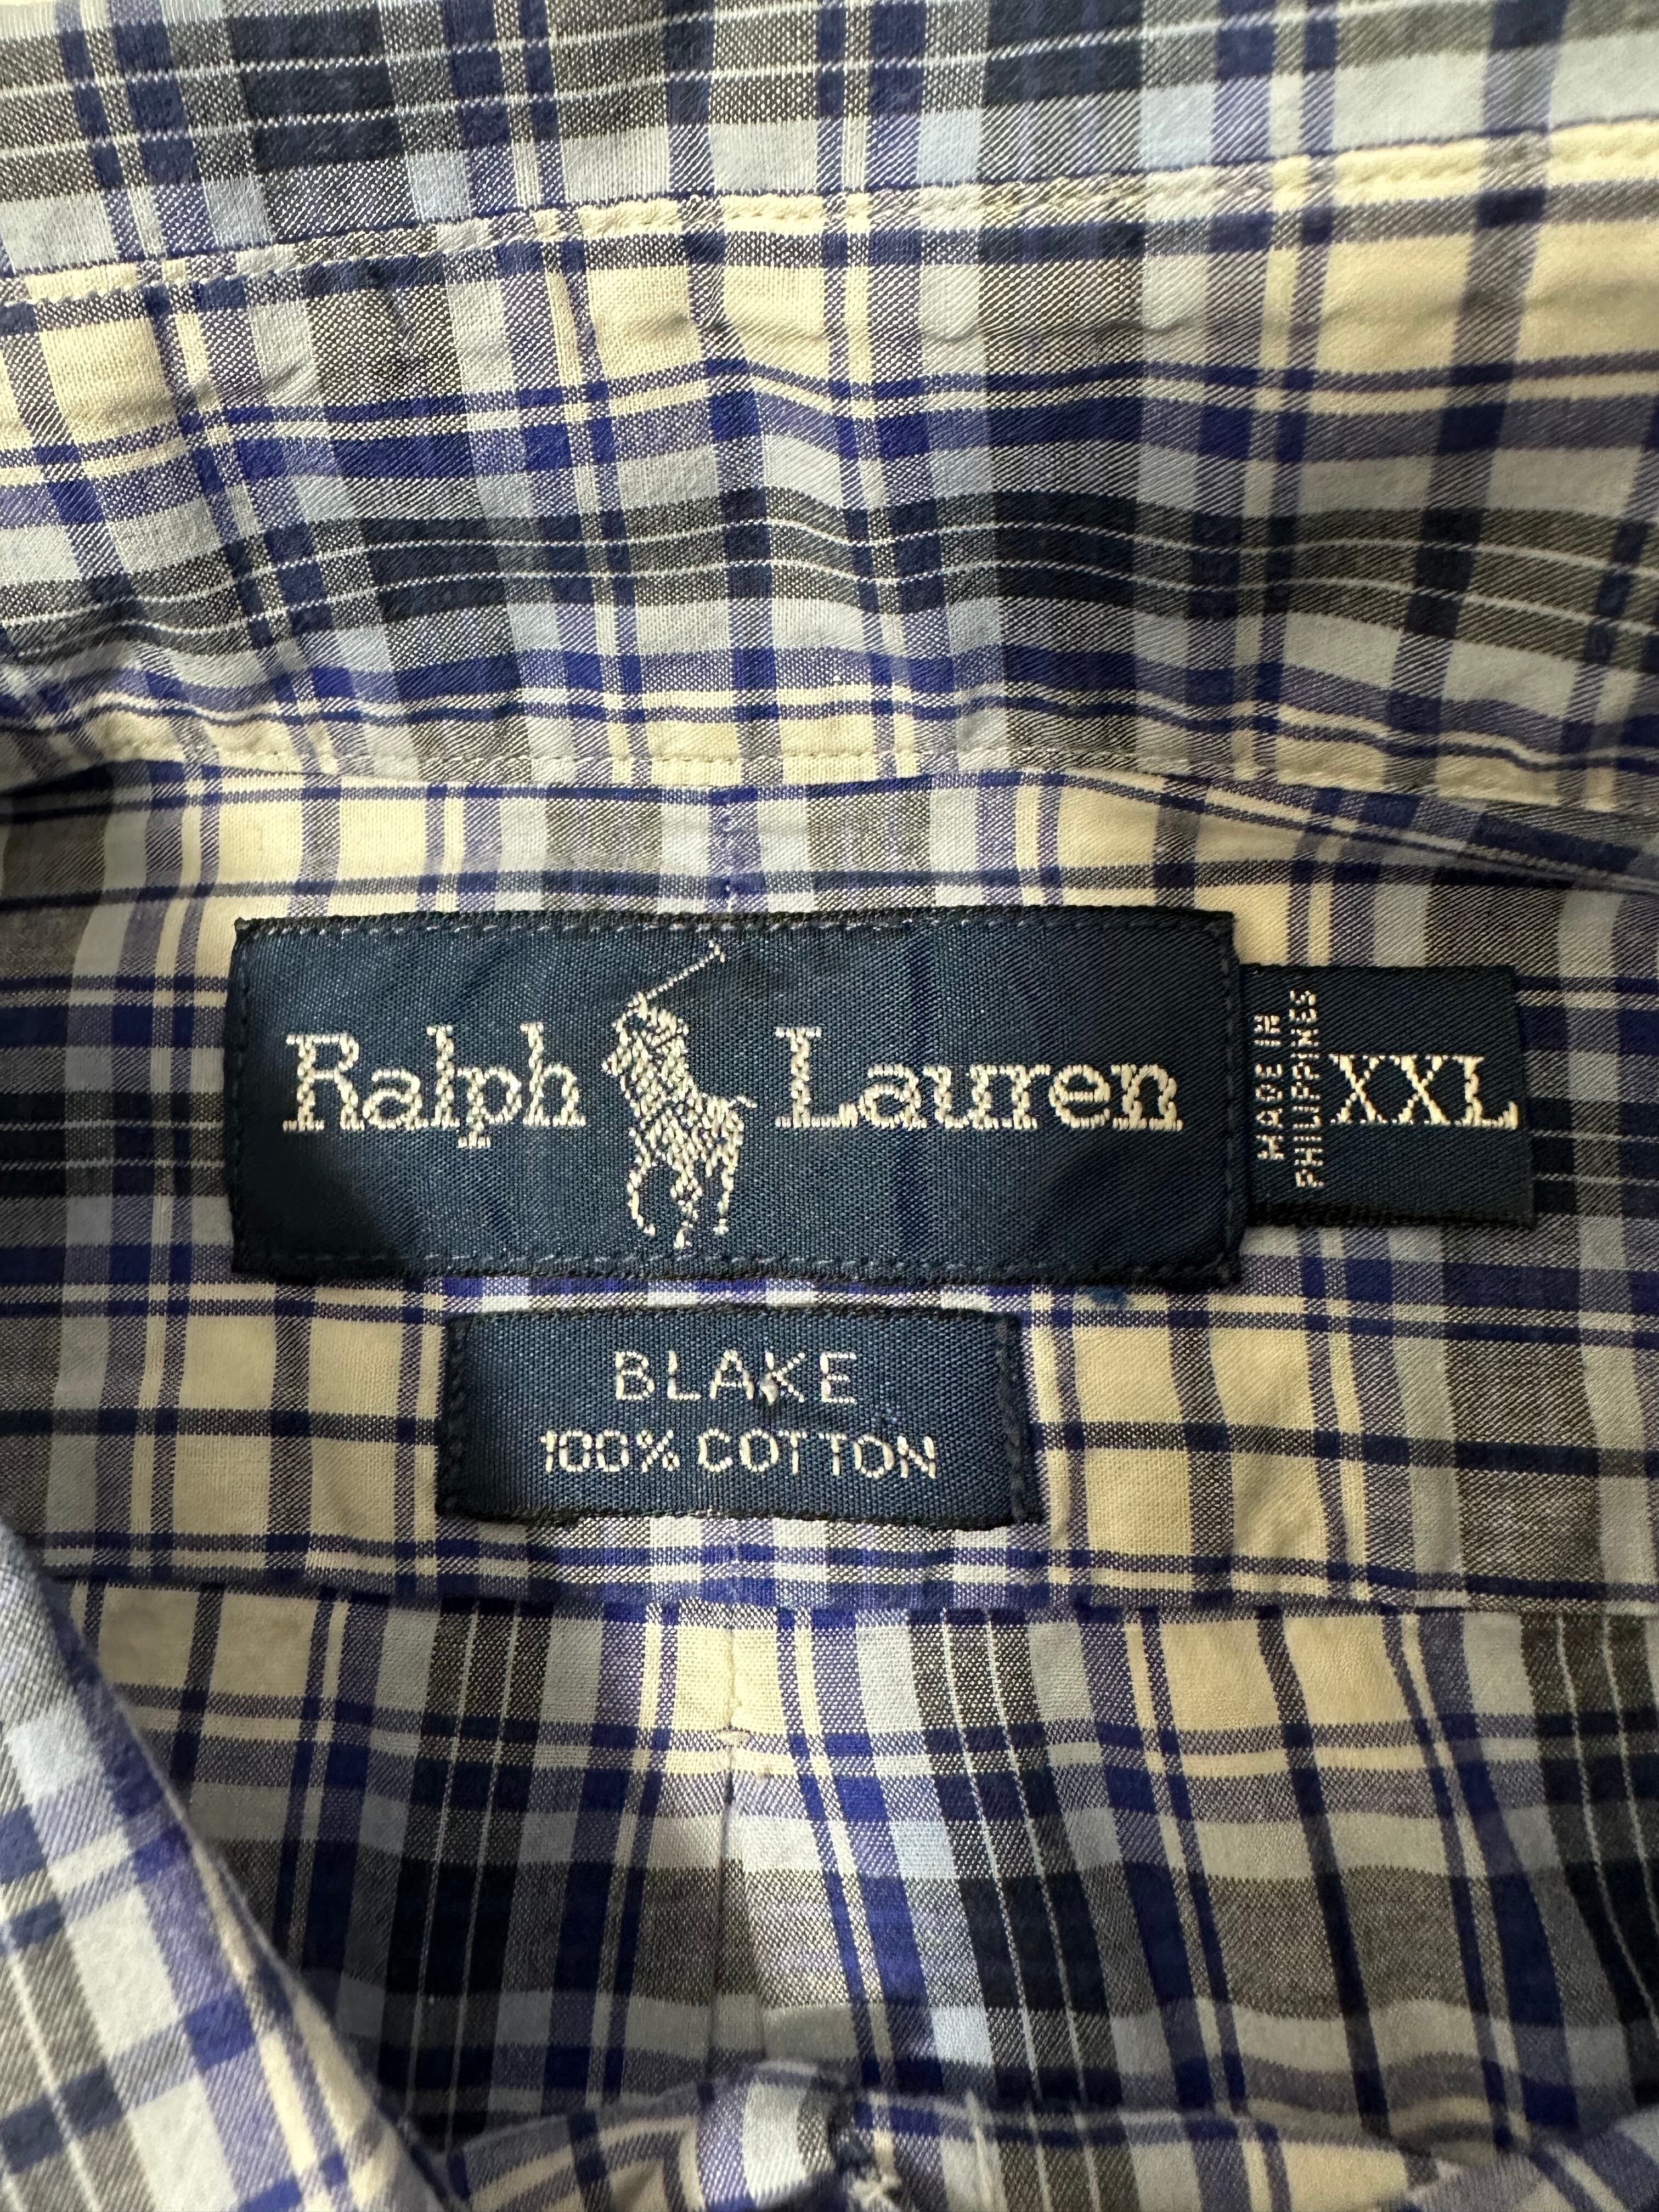 Ralph Lauren
MADE IN
PHILIPPINES
XXL
BLAKE
100% COTTON